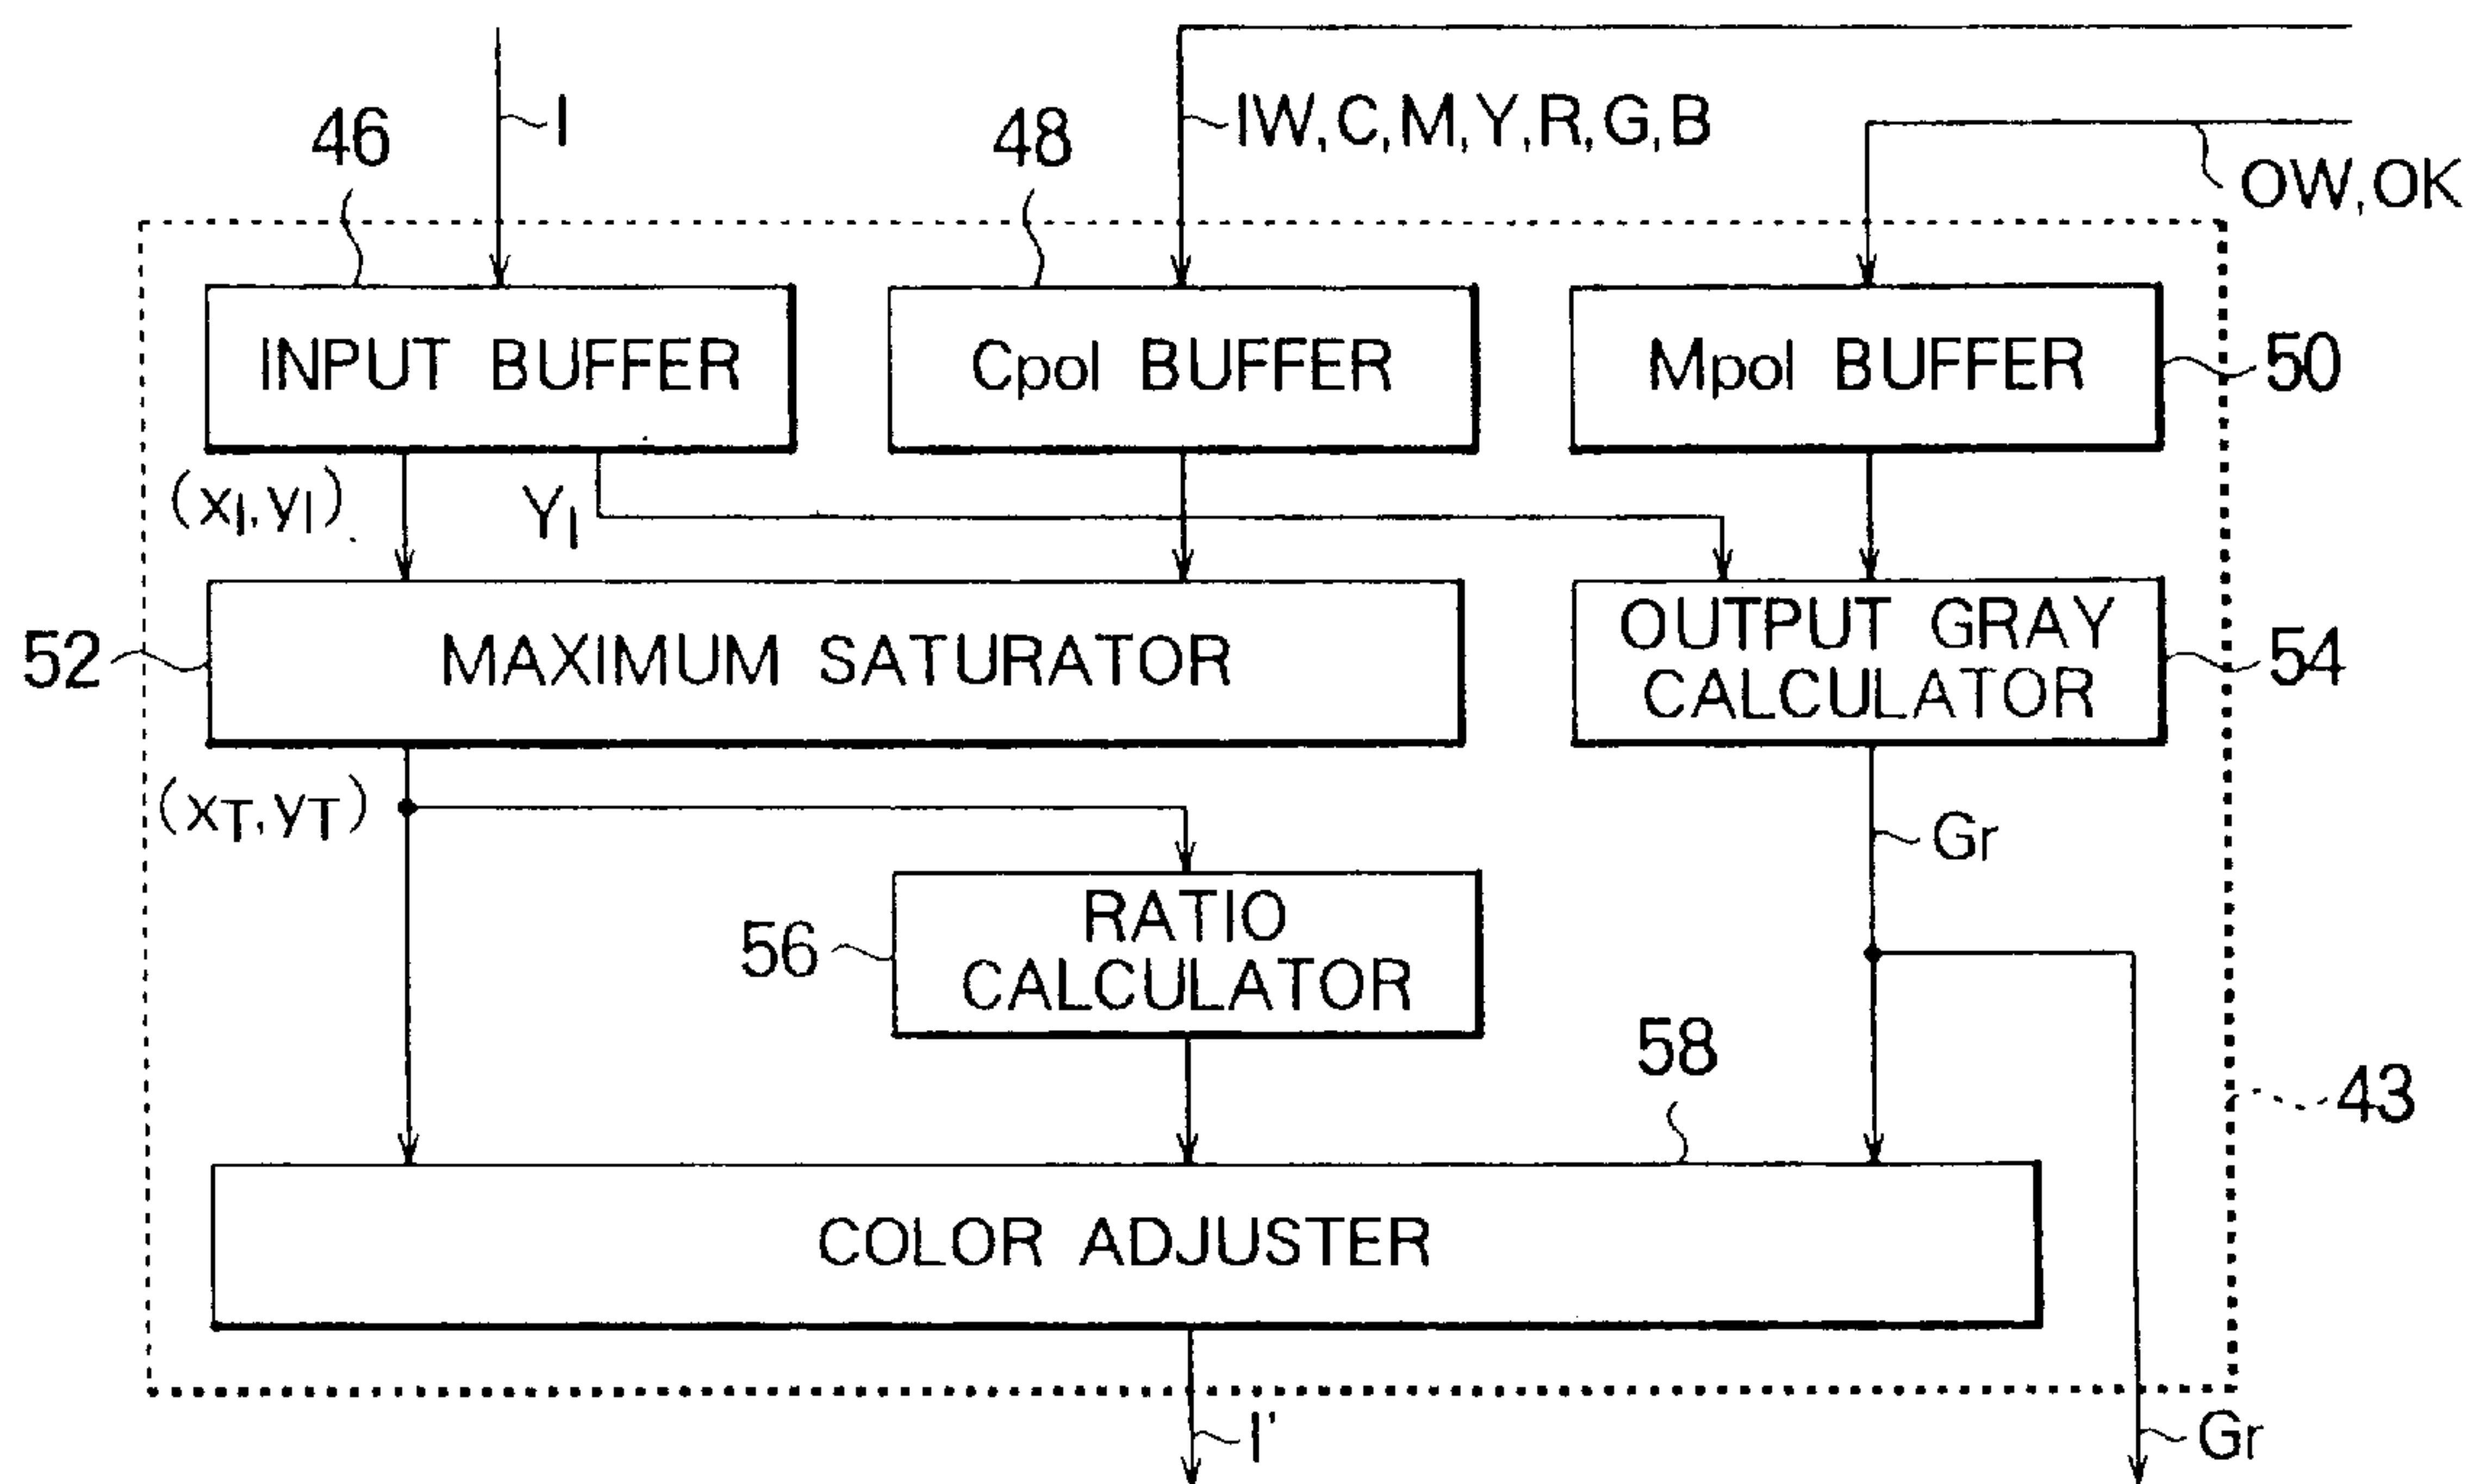 I
IW,C,M,Y,R,G,B
46
48
OW,OK
INPUT BUFFER
Cpol BUFFER
Mpol BUFFER
50
(xI,yI)
YI
52
MAXIMUM SATURATOR
OUTPUT GRAY
CALCULATOR
54
(xT,yT)
Gr
56
RATIO
CALCULATOR
58
43
COLOR ADJUSTER
I'
Gr